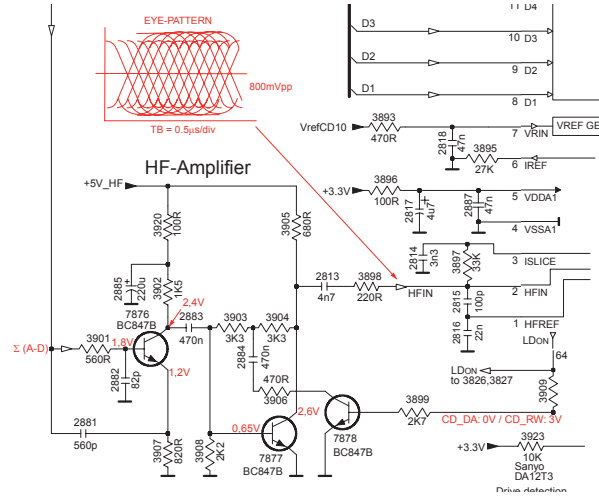 EYE-PATTERN
800mVpp
TB = 0.5µs/div
11 D4
D3
10 D3
D2
9 D2
D1
8 D1
VrefCD10
3893
470R
2818
47n
7 VRIN
VREF GE
3895
27K
6 IREF
HF-Amplifier
+5V_HF
+3.3V
3896
100R
2817
4u7
2887
47n
5 VDDA1
4 VSSA1
3920
100R
3905
680R
2814
3n3
3897
33K
3 ISLICE
2885
220u
3902
1K5
2813
4n7
3898
220R
HFIN
2815
100p
2 HFIN
2,4V
7876
BC847B
2883
470n
3903
3K3
3904
3K3
2816
22n
1 HFREF
LDON
64
Σ (A-D)
3901
560R
1,8V
2882
82p
1,2V
2884
470n
470R
3906
LDON
to 3826,3827
3909
2881
560p
2,6V
3899
2K7
CD_DA: 0V / CD_RW: 3V
0,65V
3907
820R
3908
2K2
7877
BC847B
7878
BC847B
+3.3V
3923
10K
Sanyo
DA12T3
Drive detection